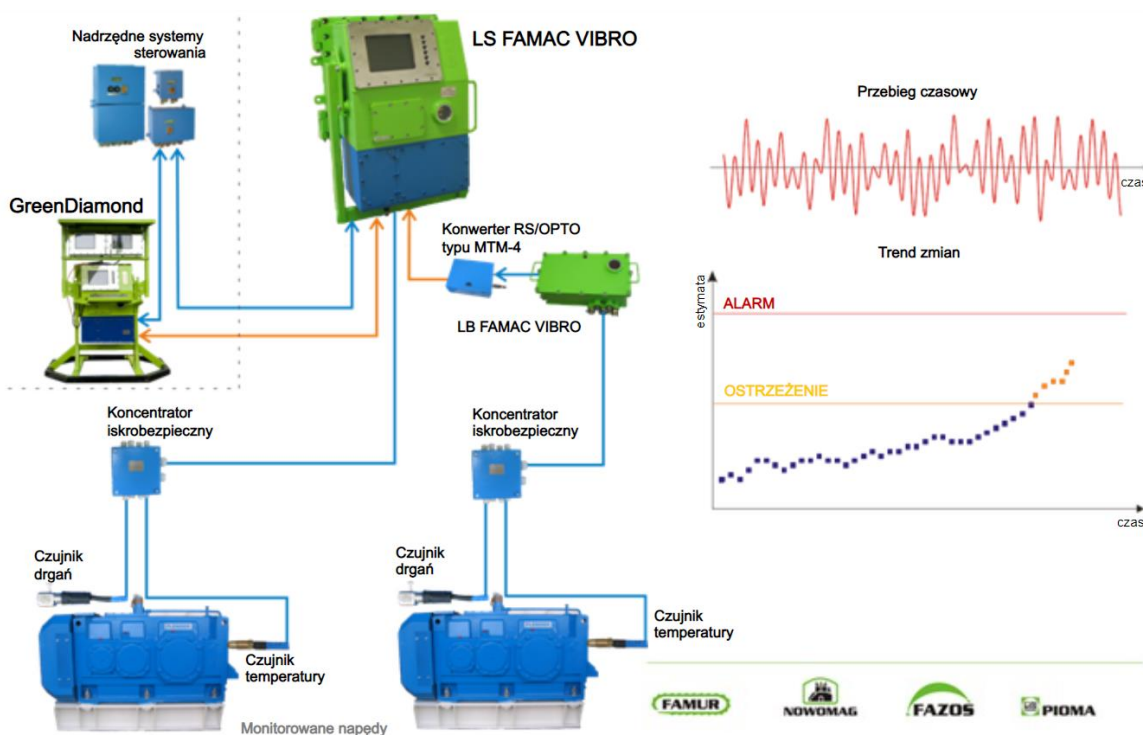 Nadrzędne systemy
sterowania
LS FAMAC VIBRO
GreenDiamond
Konwerter RS/OPTO
typu MTM-4
LB FAMAC VIBRO
Koncentrator
iskrobezpieczny
Koncentrator
iskrobezpieczny
Czujnik
drgań
Czujnik
temperatury
Czujnik
drgań
Czujnik
temperatury
Monitorowane napędy
Przebieg czasowy
czas
Trend zmian
estymata
ALARM
OSTRZEŻENIE
czas
FAMUR
NOWOMAG
FAZOS
PIOMA